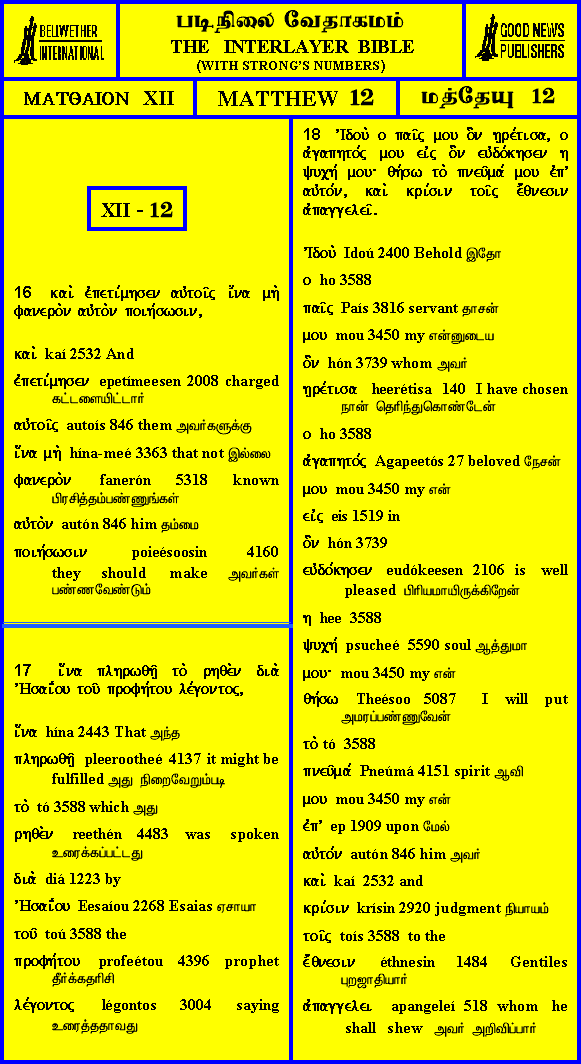 BELLWETHER
INTERNATIONAL
படிநிலை வேதாகமம்
THE INTERLAYER BIBLE
(WITH STRONG'S NUMBERS)
GOOD NEWS
PUBLISHERS
ΜΑΤΘΑΙΟΝ XII
MATTHEW 12
மத்தேயு 12
XII - 12
16 καὶ ἐπετίμησεν αὐτοῖς ἵνα μὴ
φανερὸν αὐτὸν ποιήσωσιν,
καὶ kaí 2532 And
ἐπετίμησεν epetímeesen 2008 charged
கட்டளையிட்டார்
αὐτοῖς autoís 846 them அவர்களுக்கு
ἵνα μὴ hína-meé 3363 that not இல்லை
φανερὸν fanerón 5318 known
பிரசித்தம்பண்ணுங்கள்
αὐτὸν autón 846 him தம்மை
ποιήσωσιν poieésoosin 4160
they should make அவர்கள்
பண்ணவேண்டும்
17 ἵνα πληρωθῇ τὸ ρηθὲν διὰ
Ἠσαΐου τοῦ προφήτου λέγοντος,
ἵνα hína 2443 That அந்த
πληρωθῇ pleerootheé 4137 it might be
fulfilled அது நிறைவேறும்படி
τὸ tó 3588 which அது
ρηθὲν reethén 4483 was spoken
உரைக்கப்பட்டது
διὰ diá 1223 by
Ἠσαΐου Eesaíou 2268 Esaias ஏசாயா
τοῦ toú 3588 the
προφήτου profeétou 4396 prophet
தீர்க்கதரிசி
λέγοντος légontos 3004 saying
உரைத்ததாவது
18 Ἰδοὺ ο παῖς μου ὃν ῃρέτισα, ο
ἀγαπητός μου εἰς ὃν εὐδόκησεν η
ψυχή μου· θήσω τὸ πνεῦμά μου ἐπ'
αὐτόν, καὶ κρίσιν τοῖς ἔθνεσιν
ἀπαγγελεῖ.
Ἰδοὺ Idoú 2400 Behold இதோ
ο ho 3588
παῖς País 3816 servant தாசன்
μου mou 3450 my என்னுடைய
ὃν hón 3739 whom அவர்
ῃρέτισα heerétisa 140 I have chosen
நான் தெரிந்துகொண்டேன்
ο ho 3588
ἀγαπητός Agapeetós 27 beloved நேசன்
μου mou 3450 my என்
εἰς eis 1519 in
ὃν hón 3739
εὐδόκησεν eudókeesen 2106 is well
pleased பிரியமாயிருக்கிறேன்
η hee 3588
ψυχή psucheé 5590 soul ஆத்துமா
μου· mou 3450 my என்
θήσω Theésoo 5087 I will put
அமரப்பண்ணுவேன்
τὸ tó 3588
πνεῦμά Pneúmá 4151 spirit ஆவி
μου mou 3450 my என்
ἐπ' ep 1909 upon மேல்
αὐτόν autón 846 him அவர்
καὶ kaí 2532 and
κρίσιν krísin 2920 judgment நியாயம்
τοῖς toís 3588 to the
ἔθνεσιν éthnesin 1484 Gentiles
புறஜாதியார்
ἀπαγγελει apangeleí 518 whom he
shall shew அவர் அறிவிப்பார்